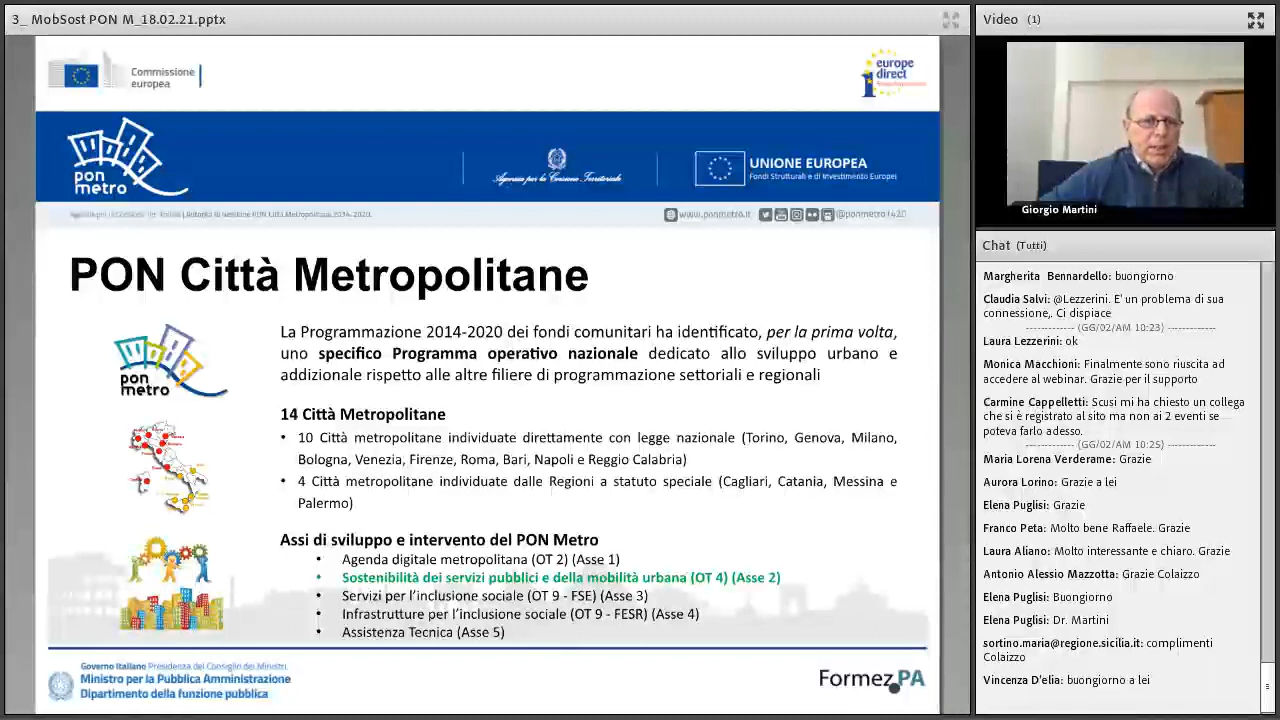 3_ MobSost PON M_18.02.21.pptx
Commissione
europea
europe
direct
pon
metro
Agenzia per la Coesione Territoriale
UNIONE EUROPEA
Fondi Strutturali e di Investimento Europei
PON Città Metropolitane 2014-2020
www.ponmetro.it
@ponmetro1420
PON Città Metropolitane
La Programmazione 2014-2020 dei fondi comunitari ha identificato, per la prima volta,
uno specifico Programma operativo nazionale dedicato allo sviluppo urbano e
addizionale rispetto alle altre filiere di programmazione settoriali e regionali
pon
metro
14 Città Metropolitane
• 10 Città metropolitane individuate direttamente con legge nazionale (Torino, Genova, Milano,
Bologna, Venezia, Firenze, Roma, Bari, Napoli e Reggio Calabria)
• 4 Città metropolitane individuate dalle Regioni a statuto speciale (Cagliari, Catania, Messina e
Palermo)
Assi di sviluppo e intervento del PON Metro
• Agenda digitale metropolitana (OT 2) (Asse 1)
• Sostenibilità dei servizi pubblici e della mobilità urbana (OT 4) (Asse 2)
• Servizi per l'inclusione sociale (OT 9 - FSE) (Asse 3)
• Infrastrutture per l'inclusione sociale (OT 9 - FESR) (Asse 4)
• Assistenza Tecnica (Asse 5)
Governo Italiano Presidenza del Consiglio dei Ministri
Ministro per la Pubblica Amministrazione
Dipartimento della funzione pubblica
Formez PA
Video (1)
Giorgio Martini
Chat (Tutti)
Margherita Bennardello: buongiorno
Claudia Salvi: @Lezzerini. E' un problema di sua
connessione,. Ci dispiace
------------- (GG/02/AM 10:23) -------------
Laura Lezzerini: ok
Monica Macchioni: Finalmente sono riuscita ad
accedere al webinar. Grazie per il supporto
Carmine Cappelletti: Scusi mi ha chiesto un collega
che si è registrato al sito ma non ai 2 eventi se
poteva farlo adesso.
------------- (GG/02/AM 10:25) -------------
Maria Lorena Verderame: Grazie
Aurora Lorino: Grazie a lei
Elena Puglisi: Grazie
Franco Peta: Molto bene Raffaele. Grazie
Laura Aliano: Molto interessante e chiaro. Grazie
Antonio Alessio Mazzotta: Grazie Colaizzo
Elena Puglisi: Buongiorno
Elena Puglisi: Dr. Martini
sortino.maria@regione.sicilia.it: complimenti
Colaizzo
Vincenza D'elia: buongiorno a lei